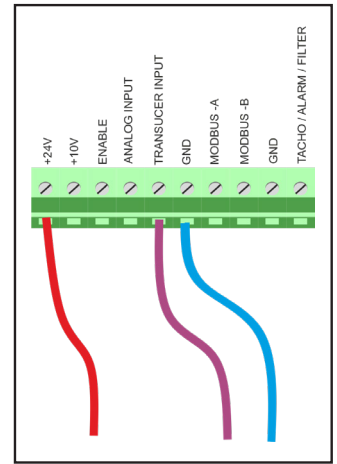 +24V
+10V
ENABLE
ANALOG INPUT
TRANSUCER INPUT
GND
MODBUS -A
MODBUS -B
GND
TACHO / ALARM / FILTER